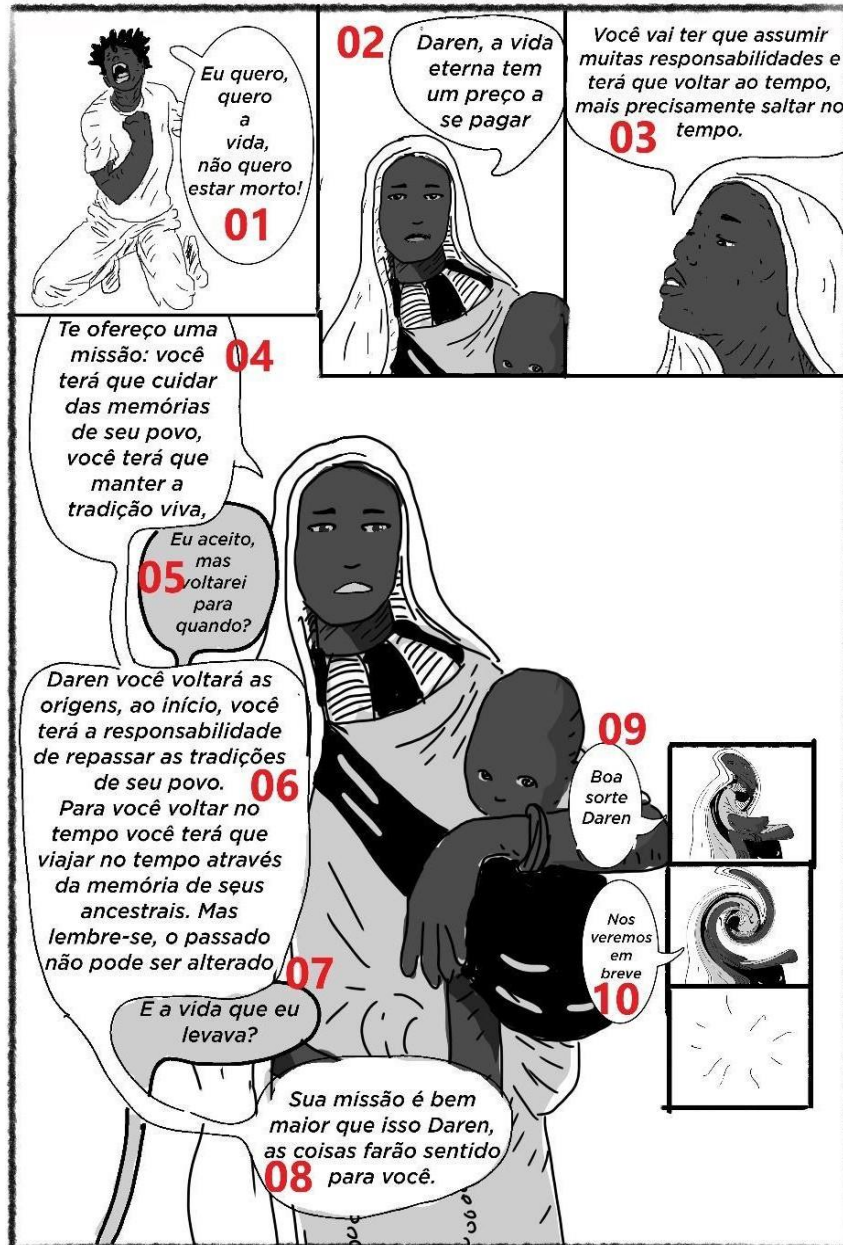 Eu quero,
quero
a
vida,
não quero
estar morto!
01
02
Daren, a vida
eterna tem
um preço a
se pagar
Você vai ter que assumir
muitas responsabilidades e
terá que voltar ao tempo,
mais precisamente saltar no
tempo.
03
Te ofereço uma
missão: você
terá que cuidar
das memórias
de seu povo,
você terá que
manter a
tradição viva,
04
Eu aceito,
mas
voltarei
para
quando?
05
Daren você voltará as
origens, ao início, você
terá a responsabilidade
de repassar as tradições
de seu povo.
Para você voltar no
tempo você terá que
viajar no tempo através
da memória de seus
ancestrais. Mas
lembre-se, o passado
não pode ser alterado
06
07
E a vida que eu
levava?
Sua missão é bem
maior que isso Daren,
as coisas farão sentido
para você.
08
09
Boa
sorte
Daren
Nos
veremos
em
breve
10